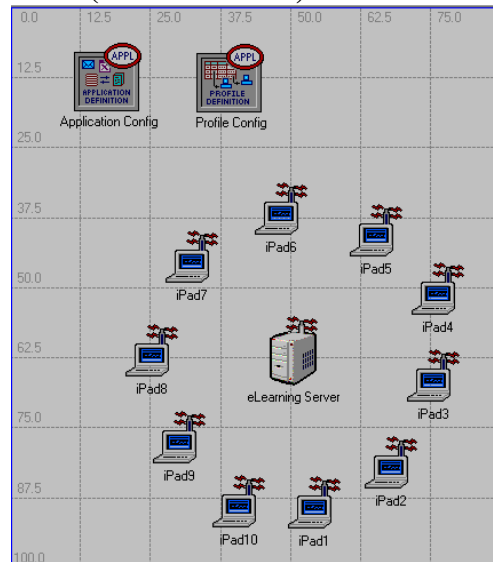 0.0 12.5 25.0 37.5 50.0 62.5 75.0
APPL APPL
12.5
APPLICATION DEFINITION
PROFILE DEFINITION
Application Config Profile Config
25.0
37.5
iPad6
iPad5
50.0
iPad7
iPad4
62.5
iPad8
eLearning Server
iPad3
75.0
iPad9
iPad2
87.5
iPad10 iPad1
100.0